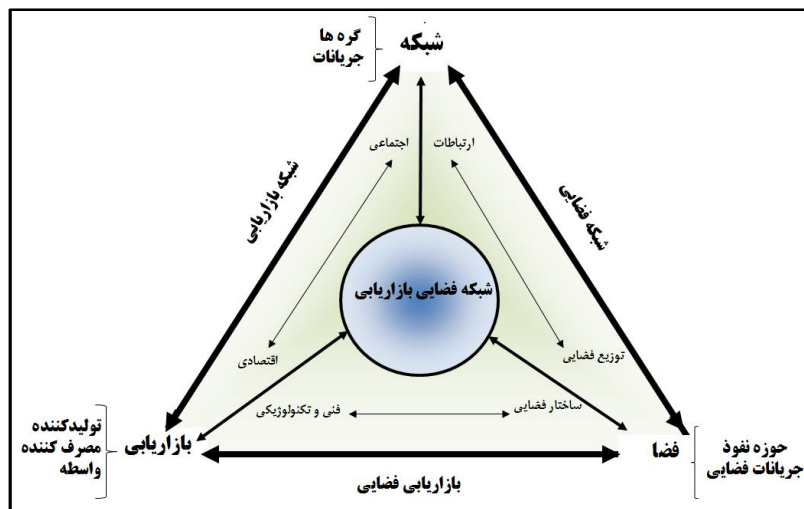 گره ها
جریانات
شبکه
اجتماعی
ارتباطات
شبکه بازاریابی
شبکه فضایی
شبکه فضایی بازاریابی
اقتصادی
توزیع فضایی
فنی و تکنولوژیکی
ساختار فضایی
تولیدکننده
مصرف کننده
واسطه
بازاریابی
فضا
حوزه نفوذ
جریانات فضایی
بازاریابی فضایی